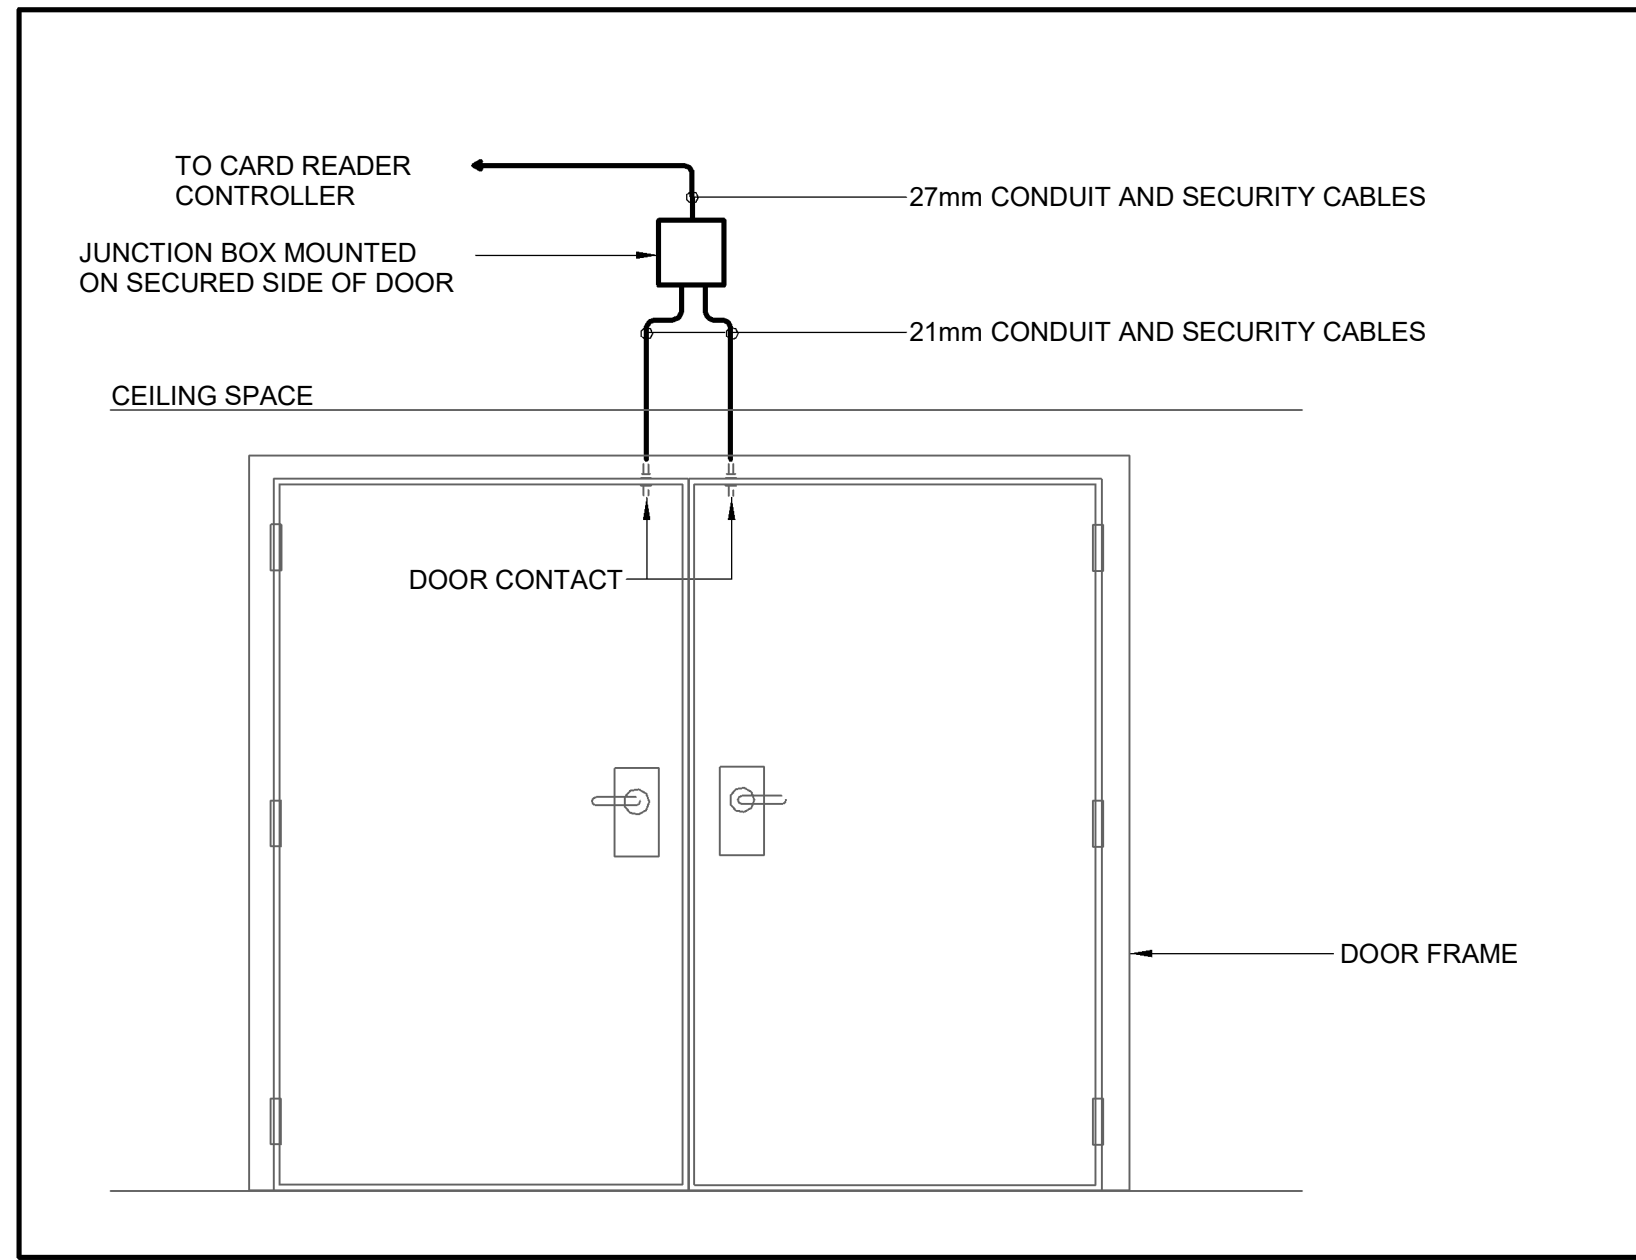 TO CARD READER
CONTROLLER
27mm CONDUIT AND SECURITY CABLES
JUNCTION BOX MOUNTED
ON SECURED SIDE OF DOOR
21mm CONDUIT AND SECURITY CABLES
CEILING SPACE
DOOR CONTACT
DOOR FRAME